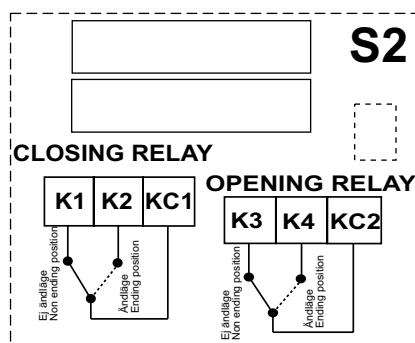 S2
CLOSING RELAY
K1 K2 KC1
Ej ändläge
Non ending position
Ändläge
Ending position
OPENING RELAY
K3 K4 KC2
Ej ändläge
Non ending position
Ändläge
Ending position